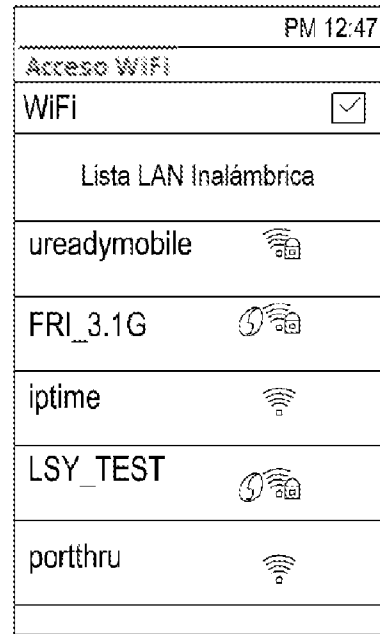 PM 12:47
Acceso WiFi
WiFi
Lista LAN Inalámbrica
ureadymobile
FRI_3.1G
iptime
LSY_TEST
portthru